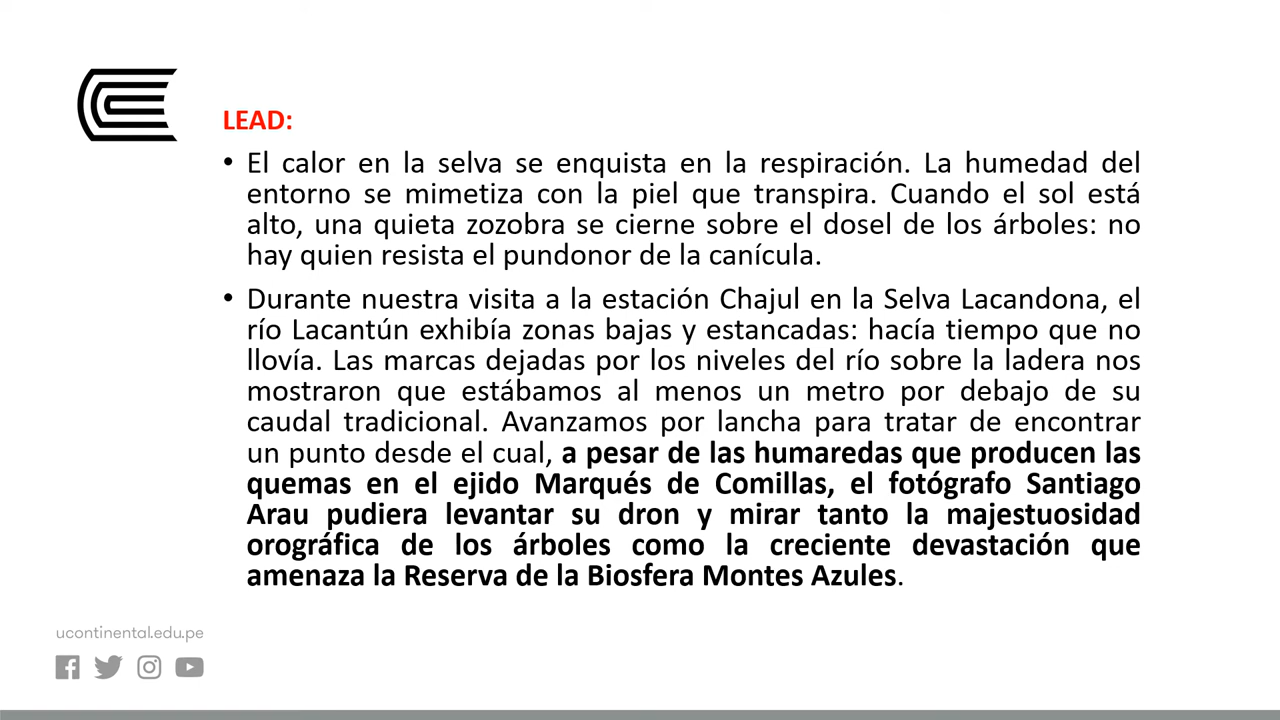 LEAD:
• El calor en la selva se enquista en la respiración. La humedad del
entorno se mimetiza con la piel que transpira. Cuando el sol está
alto, una quieta zozobra se cierne sobre el dosel de los árboles: no
hay quien resista el pundonor de la canícula.
• Durante nuestra visita a la estación Chajul en la Selva Lacandona, el
río Lacantún exhibía zonas bajas y estancadas: hacía tiempo que no
llovía. Las marcas dejadas por los niveles del río sobre la ladera nos
mostraron que estábamos al menos un metro por debajo de su
caudal tradicional. Avanzamos por lancha para tratar de encontrar
un punto desde el cual, a pesar de las humaredas que producen las
quemas en el ejido Marqués de Comillas, el fotógrafo Santiago
Arau pudiera levantar su dron y mirar tanto la majestuosidad
orográfica de los árboles como la creciente devastación que
amenaza la Reserva de la Biosfera Montes Azules.
ucontinental.edu.pe